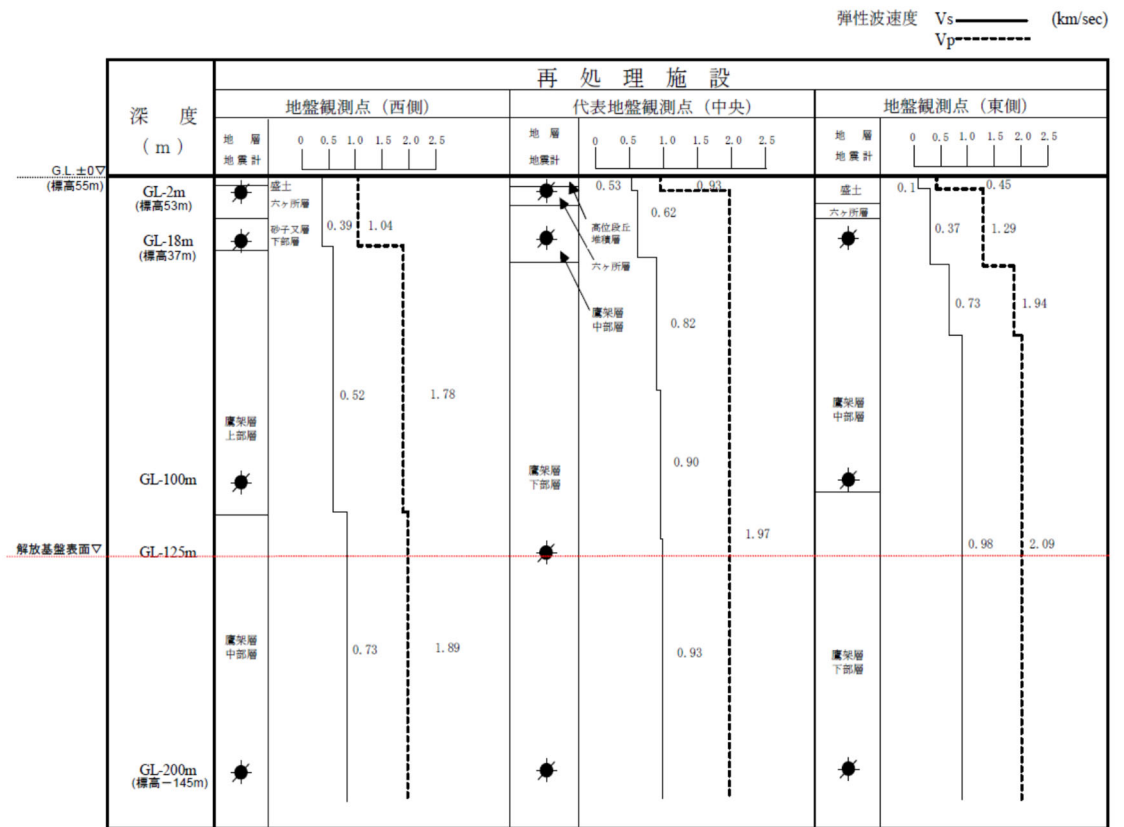 弾性波速度 Vs (km/sec)
Vp
再処理施設
深度
(m)
地盤観測点(西側)
代表地盤観測点(中央)
地盤観測点(東側)
地層
地震計
0 0.5 1.0 1.5 2.0 2.5
地層
地震計
0 0.5 1.0 1.5 2.0 2.5
地層
地震計
0 0.5 1.0 1.5 2.0 2.5
G.L.±0▽
(標高55m)
GL-2m
(標高53m)
GL-18m
(標高37m)
GL-100m
解放基盤表面▽
GL-125m
GL-200m
(標高-145m)
盛土
六ヶ所層
砂子又層
下部層
鷹架層
上部層
鷹架層
中部層
0.39 1.04
0.52 1.78
0.73 1.89
高位段丘
堆積層
六ヶ所層
鷹架層
中部層
鷹架層
下部層
0.53 0.93
0.62
0.82
0.90
1.97
0.93
盛土
六ヶ所層
鷹架層
中部層
鷹架層
下部層
0.1 0.45
0.37 1.29
0.73 1.94
0.98 2.09